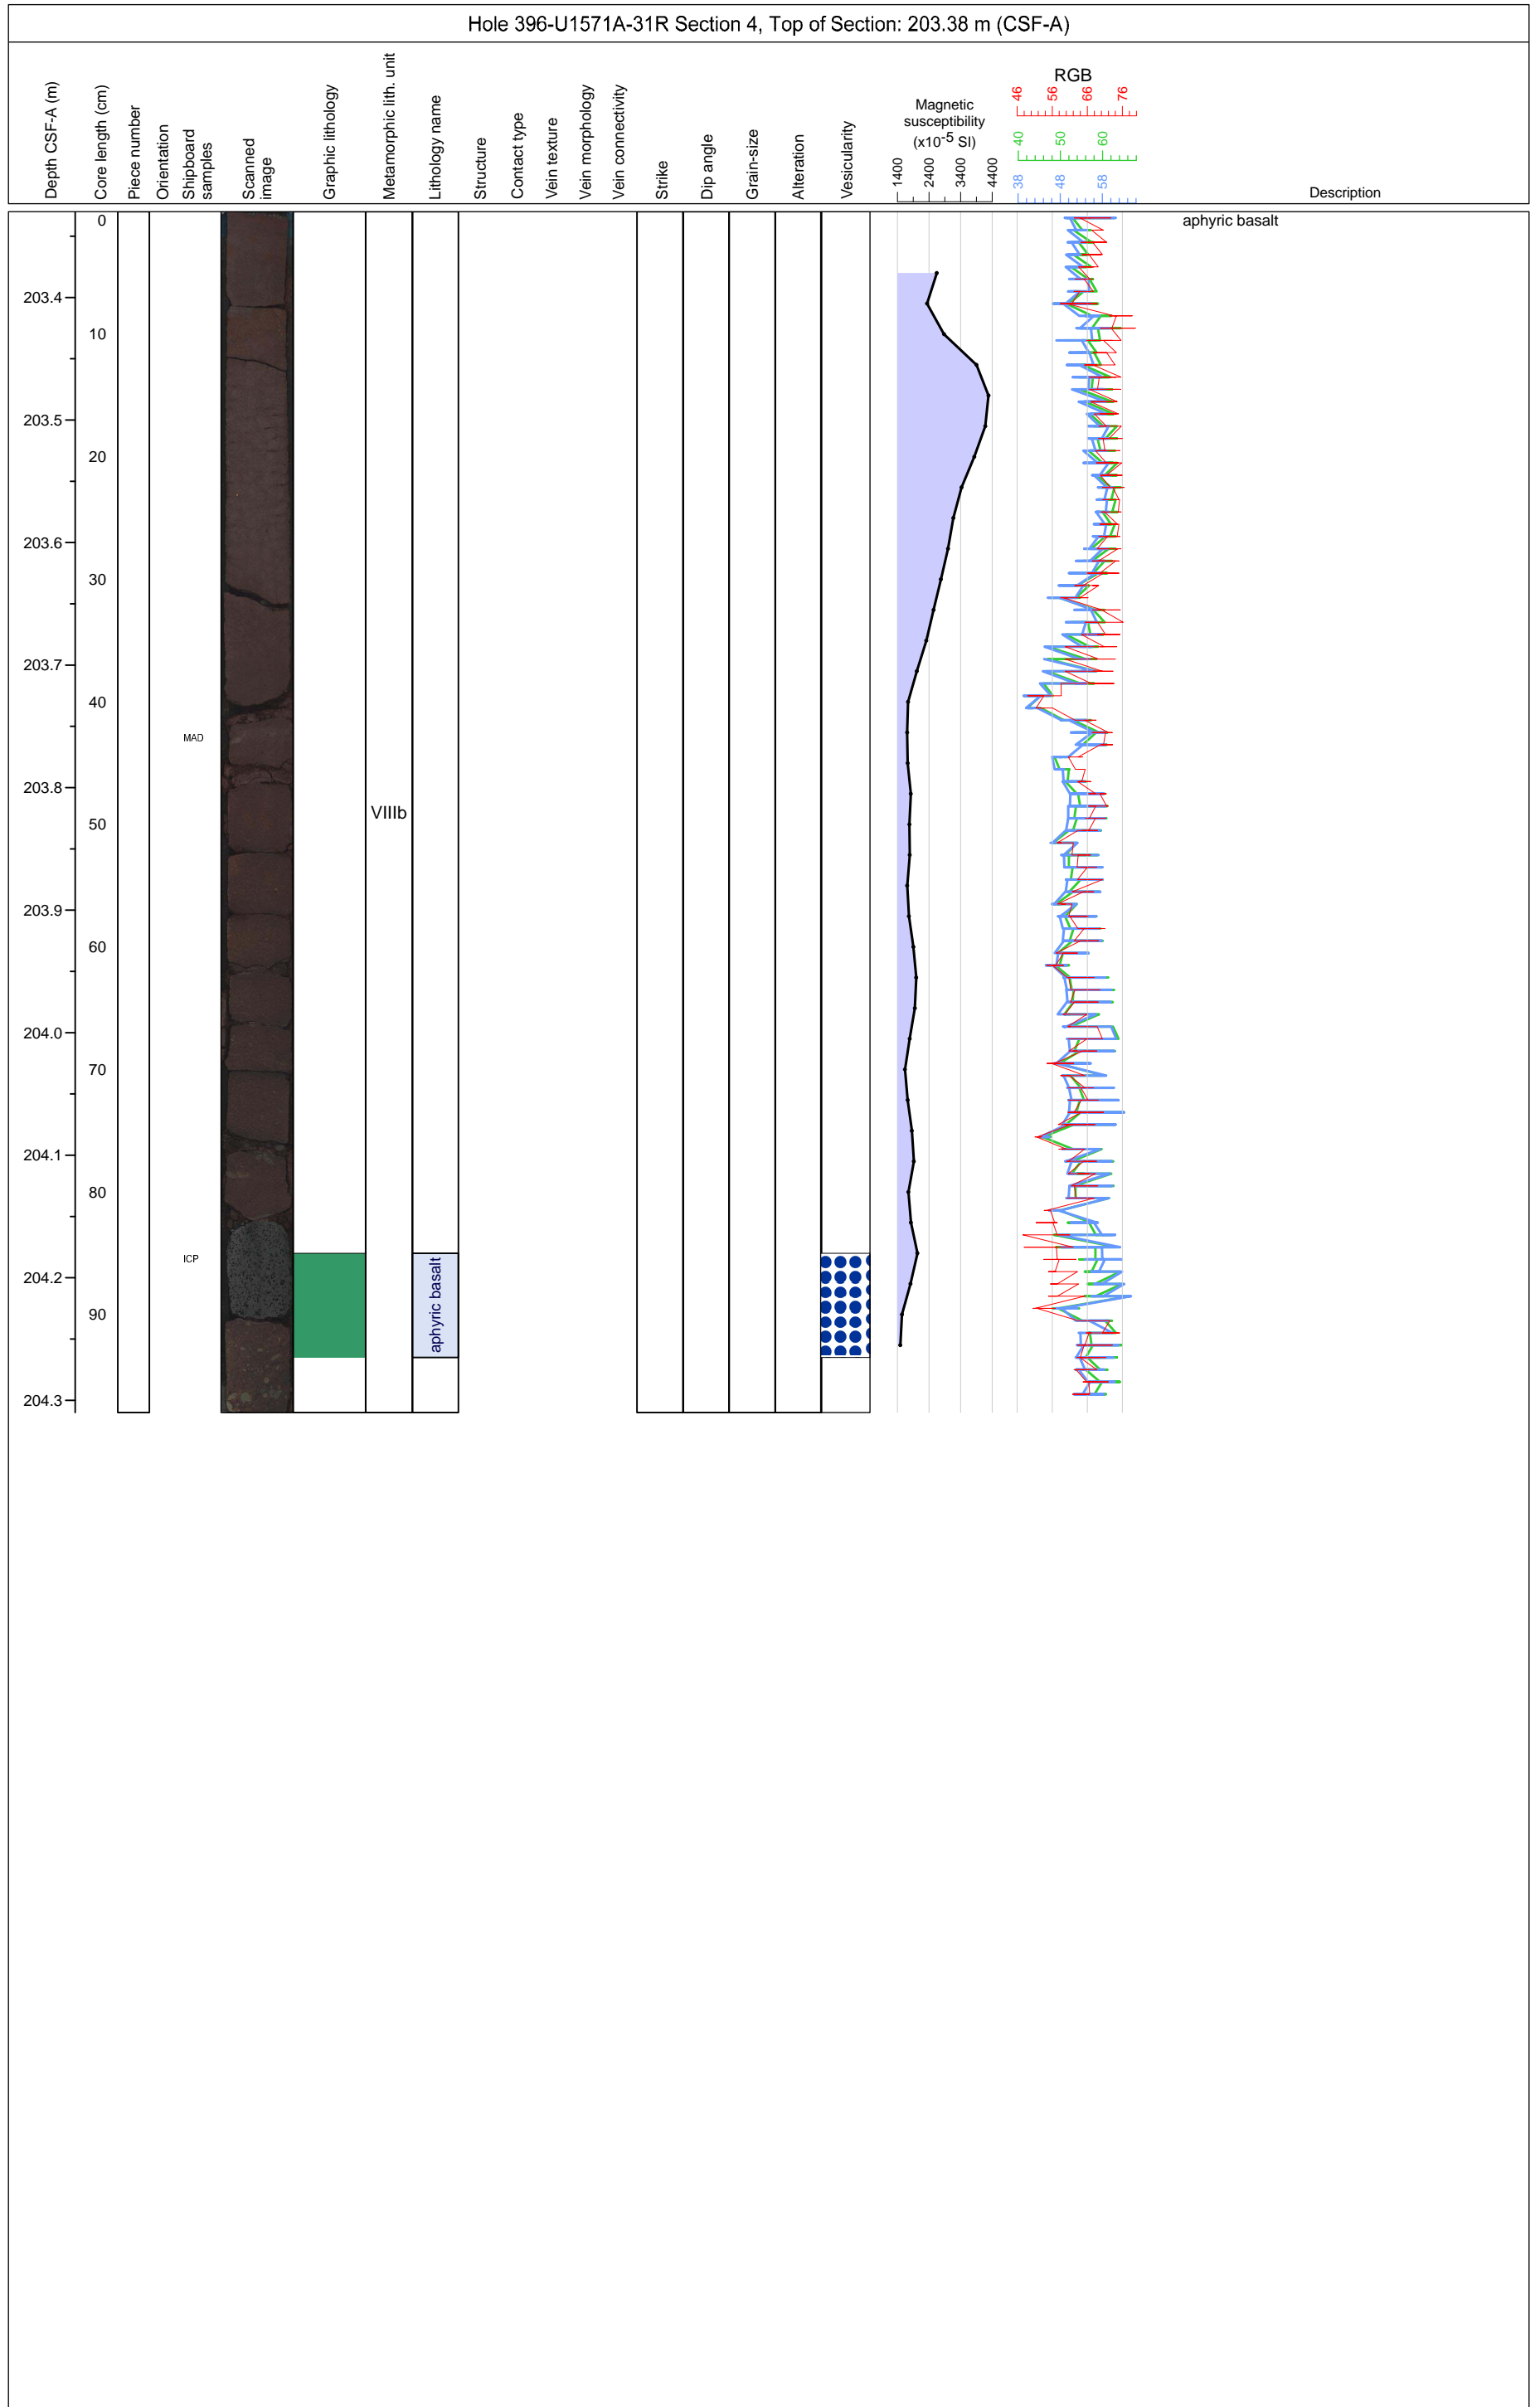 Hole 396-U1571A-31R Section 4, Top of Section: 203.38 m (CSF-A)
Depth CSF-A (m)
Core length (cm)
Piece number
Orientation
Shipboard
samples
Scanned
image
Graphic lithology
Metamorphic lith. unit
Lithology name
Structure
Contact type
Vein texture
Vein morphology
Vein connectivity
Strike
Dip angle
Grain-size
Alteration
Vesicularity
Magnetic
susceptibility
(x10-5 SI)
1400 2400 3400 4400
RGB
46 56 66 76
40 50 60
38 48 58
Description
0
aphyric basalt
203.4
10
203.5
20
203.6
30
203.7
40
MAD
203.8
VIIIb
50
203.9
60
204.0
70
204.1
80
ICP
204.2
aphyric basalt
90
204.3